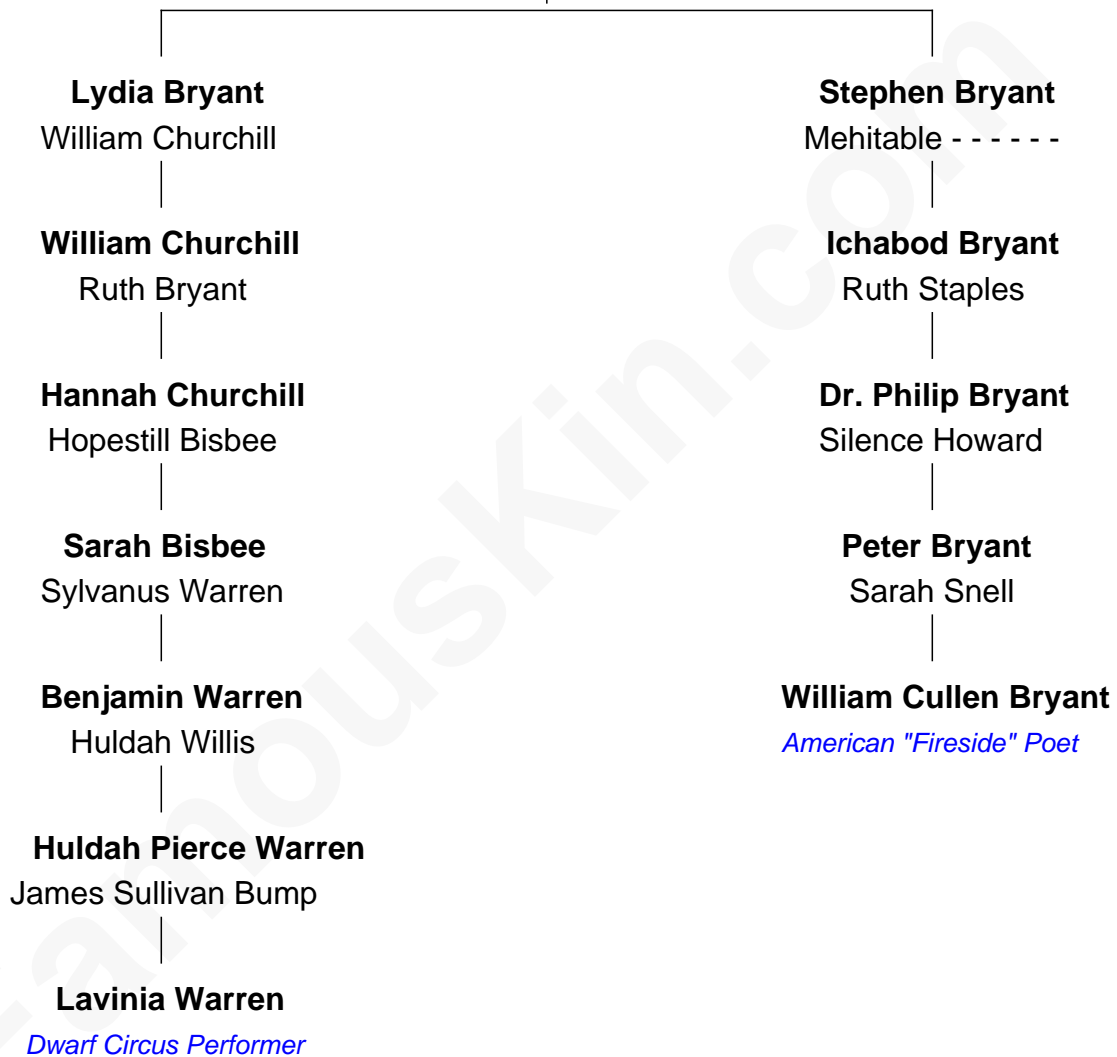 Lydia Bryant
William Churchill
Stephen Bryant
Mehitable - - - - - -
William Churchill
Ruth Bryant
Ichabod Bryant
Ruth Staples
Hannah Churchill
Hopestill Bisbee
Dr. Philip Bryant
Silence Howard
Sarah Bisbee
Sylvanus Warren
Peter Bryant
Sarah Snell
Benjamin Warren
Huldah Willis
William Cullen Bryant
American "Fireside" Poet
Huldah Pierce Warren
James Sullivan Bump
Lavinia Warren
Dwarf Circus Performer
FamousKin.com